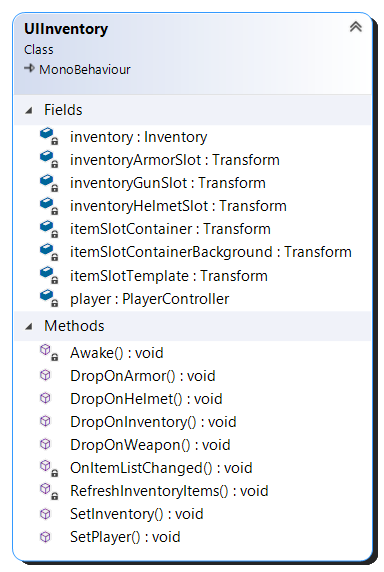 UIInventory
Class
MonoBehaviour
Fields
inventory : Inventory
inventoryArmorSlot : Transform
inventoryGunSlot : Transform
inventoryHelmetSlot : Transform
itemSlotContainer : Transform
itemSlotContainerBackground : Transform
itemSlotTemplate : Transform
player : PlayerController
Methods
Awake() : void
DropOnArmor() : void
DropOnHelmet() : void
DropOnInventory() : void
DropOnWeapon() : void
OnItemListChanged() : void
RefreshInventoryItems() : void
SetInventory() : void
SetPlayer() : void